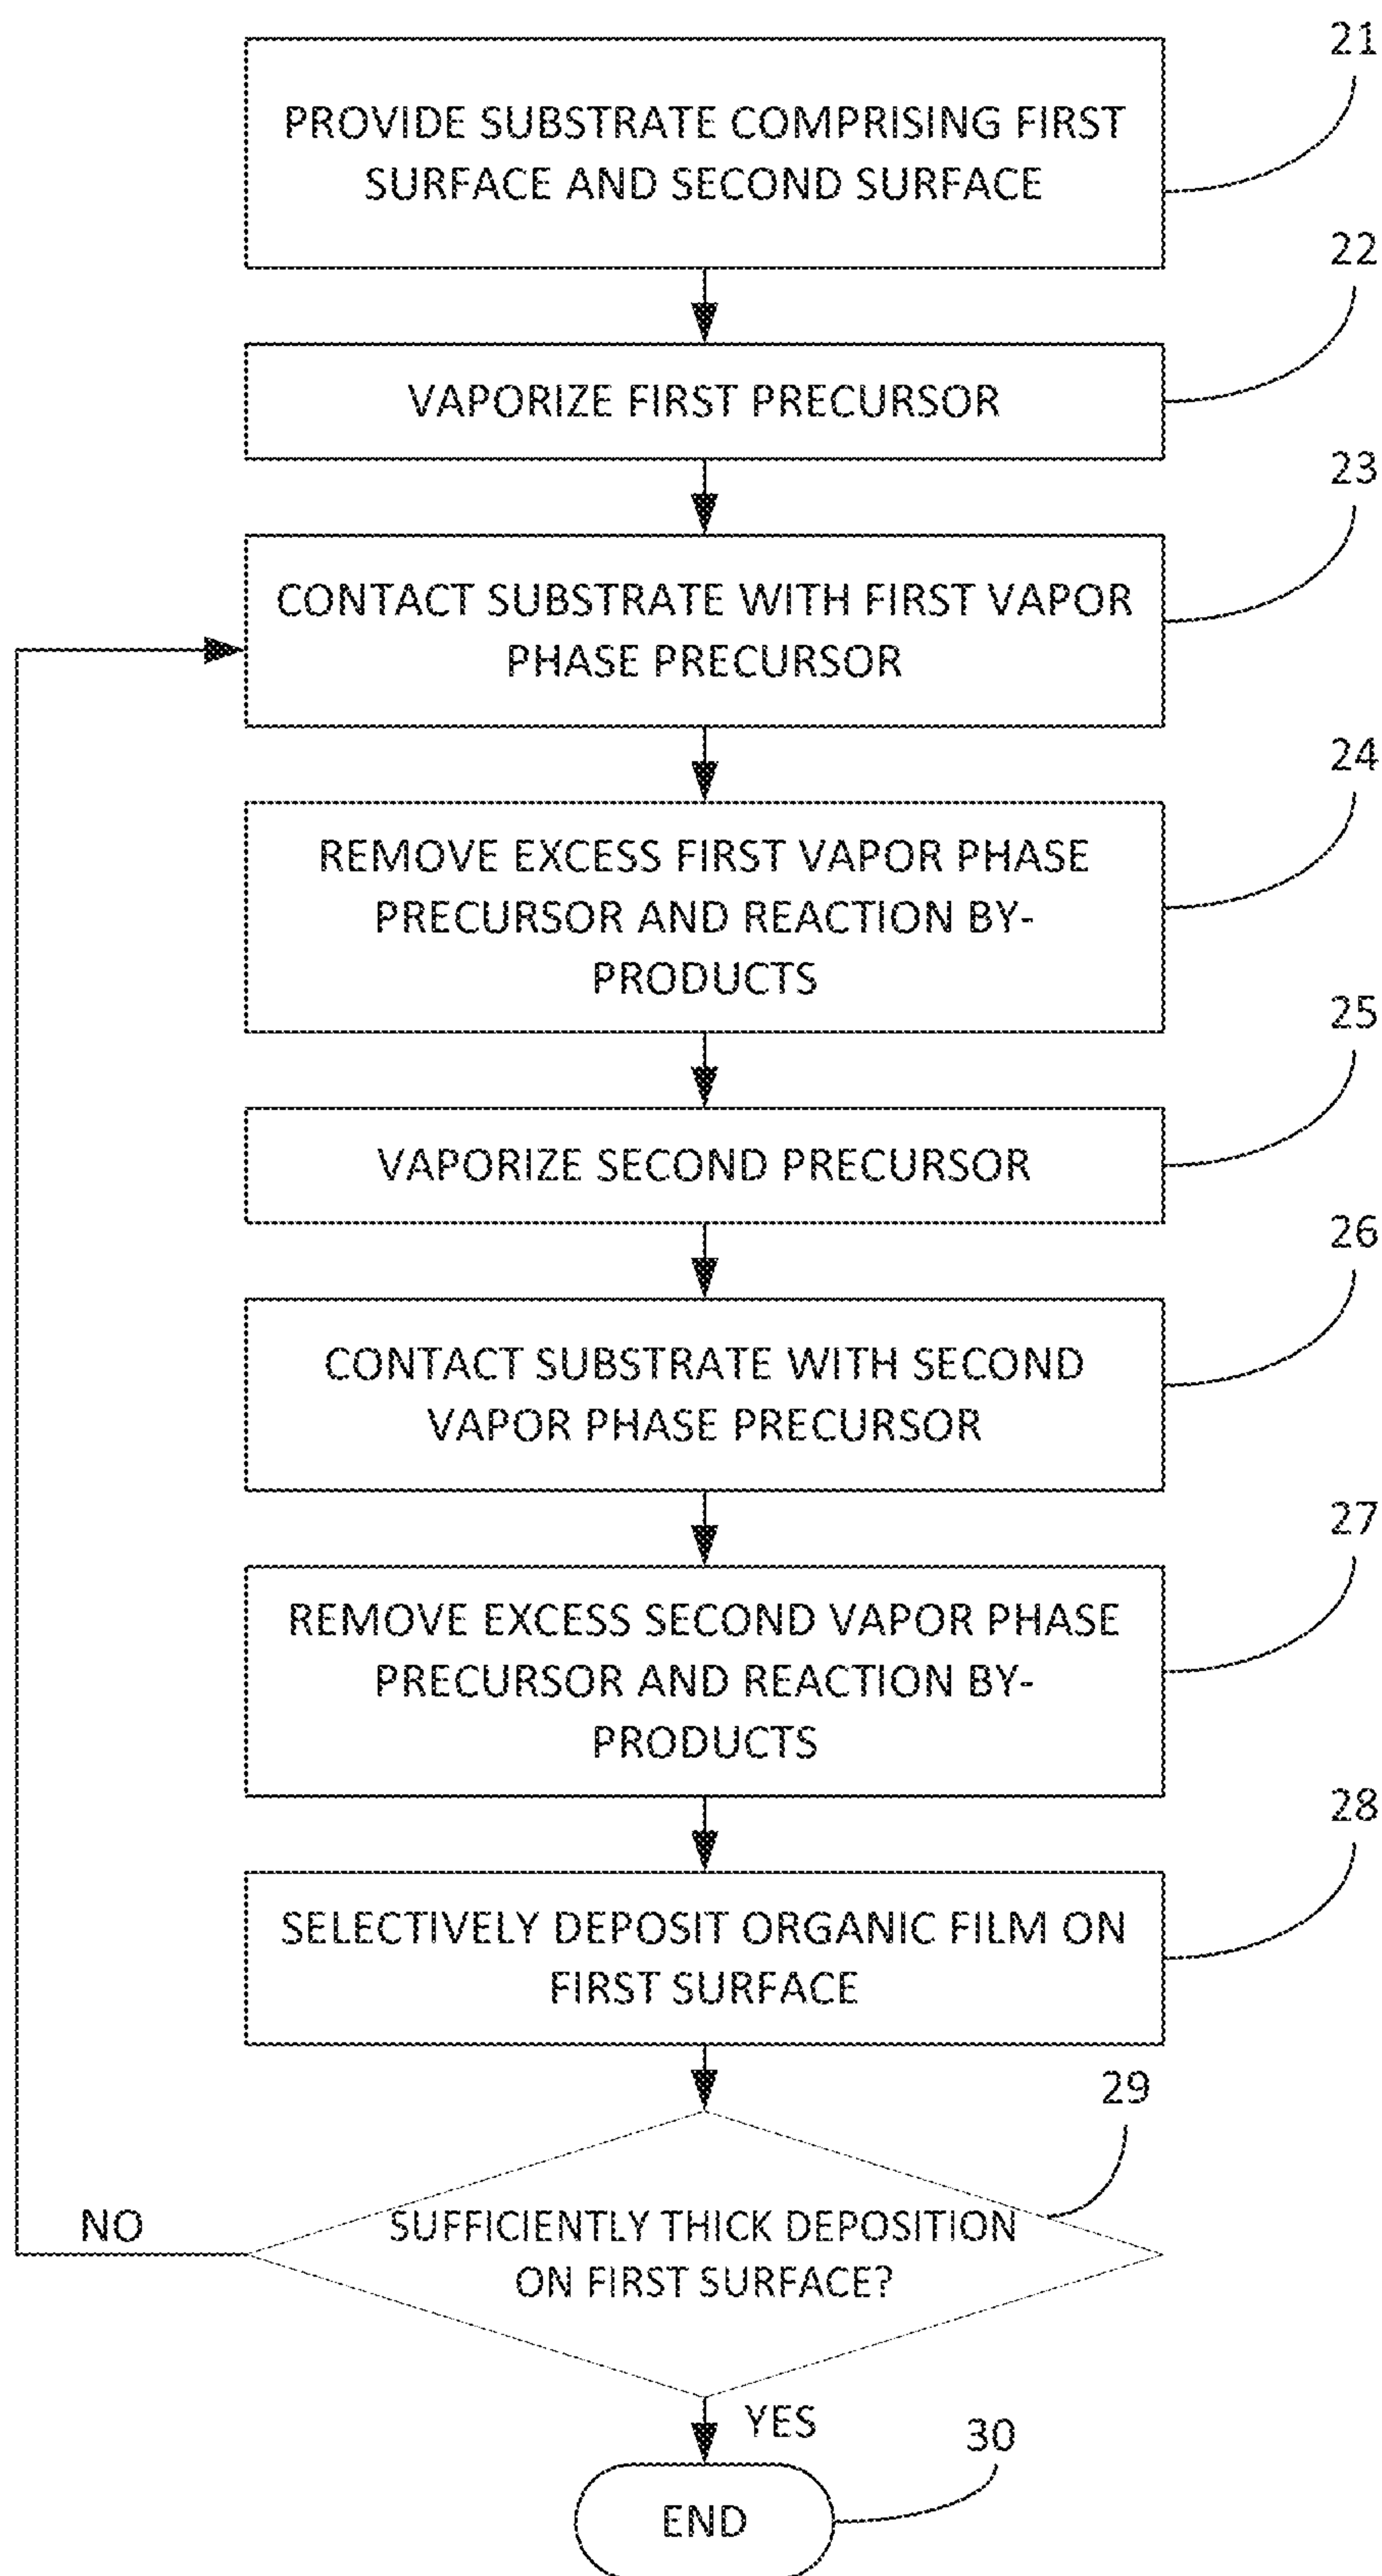 21
PROVIDE SUBSTRATE COMPRISING FIRST
SURFACE AND SECOND SURFACE
22
VAPORIZE FIRST PRECURSOR
23
CONTACT SUBSTRATE WITH FIRST VAPOR
PHASE PRECURSOR
24
REMOVE EXCESS FIRST VAPOR PHASE
PRECURSOR AND REACTION BY-
PRODUCTS
25
VAPORIZE SECOND PRECURSOR
26
CONTACT SUBSTRATE WITH SECOND
VAPOR PHASE PRECURSOR
27
REMOVE EXCESS SECOND VAPOR PHASE
PRECURSOR AND REACTION BY-
PRODUCTS
28
SELECTIVELY DEPOSIT ORGANIC FILM ON
FIRST SURFACE
29
NO
SUFFICIENTLY THICK DEPOSITION
ON FIRST SURFACE?
YES
30
END